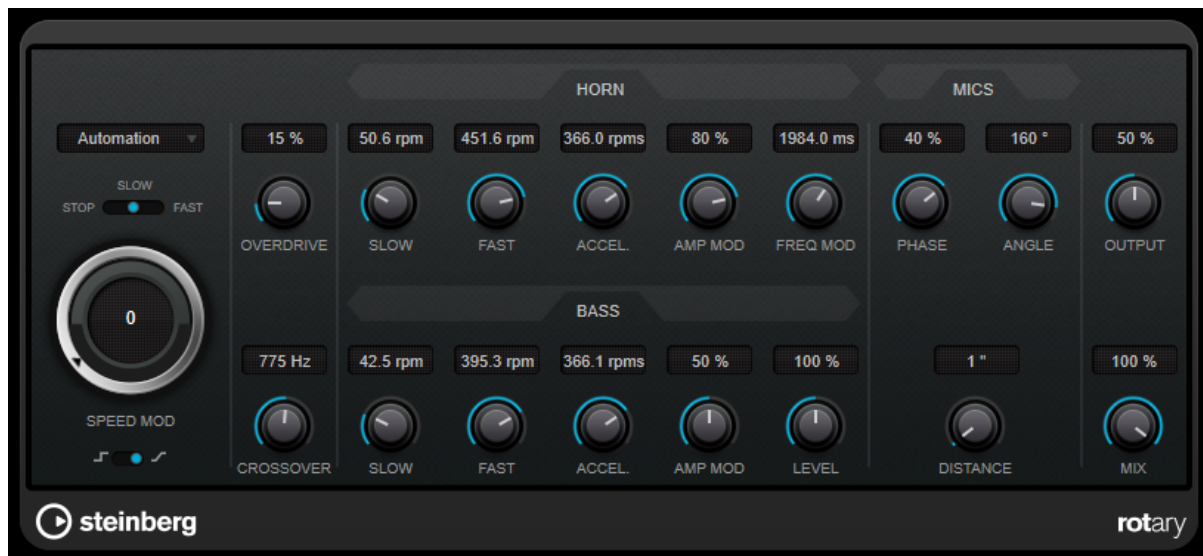 HORN
MICS
Automation
15 %
50.6 rpm
451.6 rpm
366.0 rpms
80 %
1984.0 ms
40 %
160 °
50 %
SLOW
STOP
FAST
OVERDRIVE
SLOW
FAST
ACCEL.
AMP MOD
FREQ MOD
PHASE
ANGLE
OUTPUT
BASS
0
775 Hz
42.5 rpm
395.3 rpm
366.1 rpms
50 %
100 %
1 "
100 %
SPEED MOD
CROSSOVER
SLOW
FAST
ACCEL.
AMP MOD
LEVEL
DISTANCE
MIX
steinberg
rotary